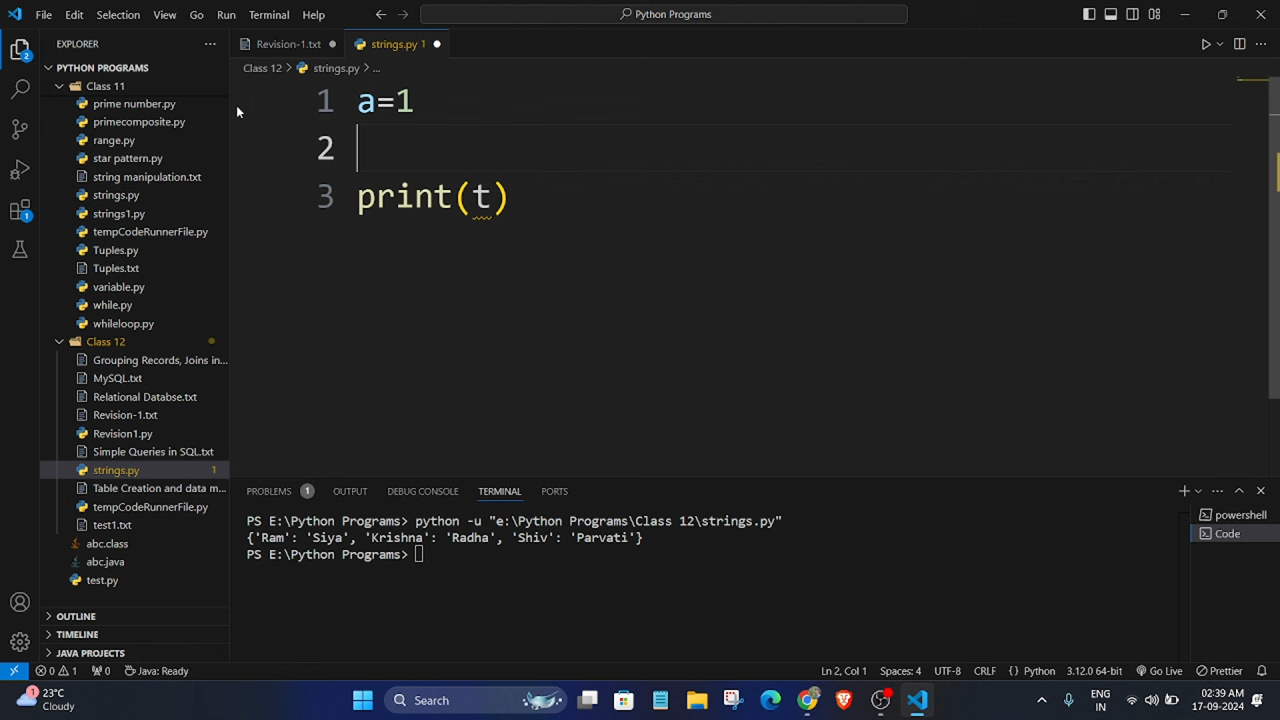 File Edit Selection View Go Run Terminal Help
Python Programs
EXPLORER
Revision-1.txt
strings.py 1
PYTHON PROGRAMS
Class 12 > strings.py > ...
Class 11
prime number.py
primecomposite.py
range.py
star pattern.py
string manipulation.txt
strings.py
strings1.py
tempCodeRunnerFile.py
Tuples.py
Tuples.txt
variable.py
while.py
whileloop.py
Class 12
Grouping Records, Joins in...
MySQL.txt
Relational Databse.txt
Revision-1.txt
Revision1.py
Simple Queries in SQL.txt
strings.py 1
Table Creation and data m...
tempCodeRunnerFile.py
test1.txt
abc.class
abc.java
test.py
OUTLINE
TIMELINE
JAVA PROJECTS
2
1
1 a=1
2
3 print(t)
PROBLEMS 1 OUTPUT DEBUG CONSOLE TERMINAL PORTS
PS E:\Python Programs> python -u "e:\Python Programs\Class 12\strings.py"
{'Ram': 'Siya', 'Krishna': 'Radha', 'Shiv': 'Parvati'}
PS E:\Python Programs>
powershell
Code
0 1 0 Java: Ready
Ln 2, Col 1 Spaces: 4 UTF-8 CRLF {} Python 3.12.0 64-bit Go Live Prettier
1
23°C
Cloudy
Search
ENG
IN
02:39 AM
17-09-2024